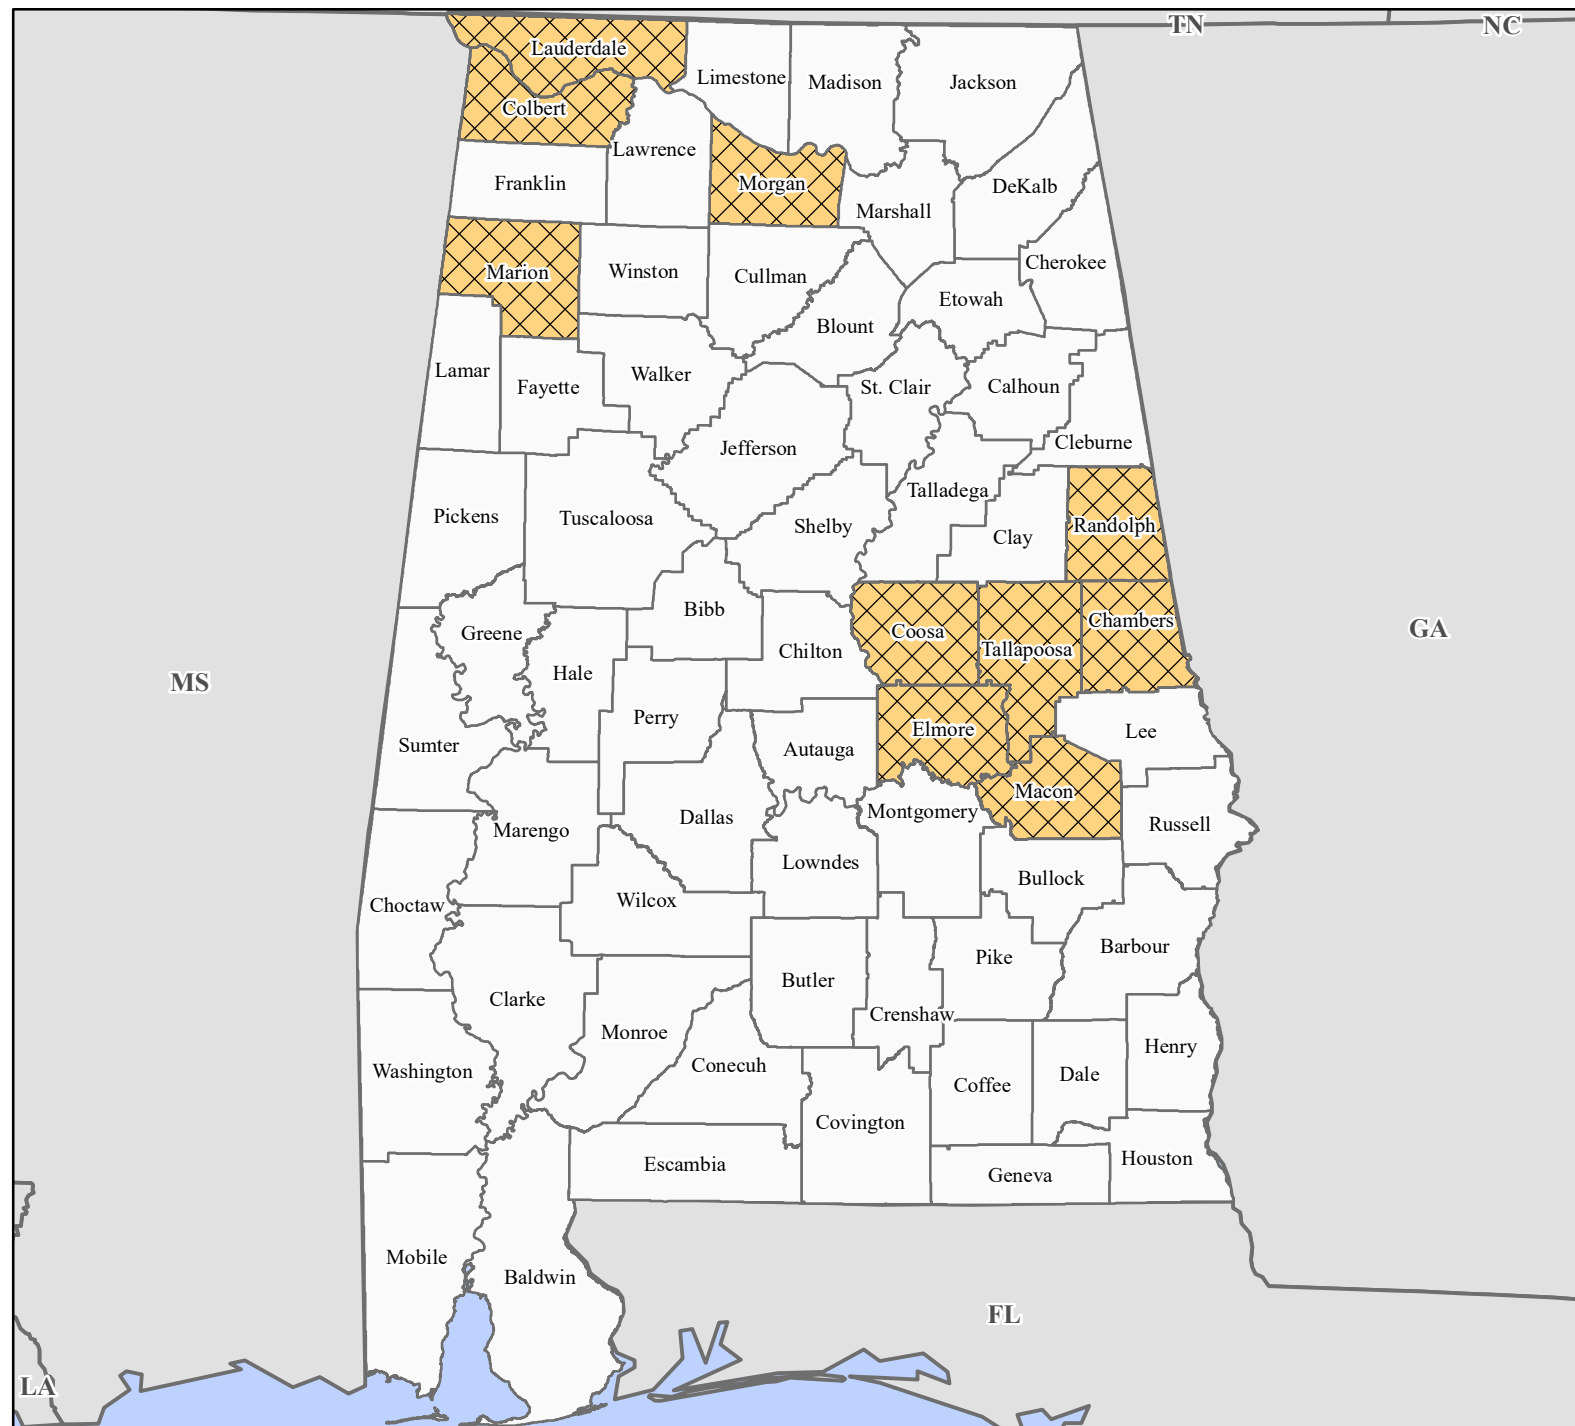 TN
NC
Lauderdale
Limestone
Madison
Jackson
Colbert
Lawrence
Franklin
Morgan
DeKalb
Marshall
Marion
Winston
Cullman
Cherokee
Etowah
Blount
Lamar
Fayette
Walker
St. Clair
Calhoun
Jefferson
Cleburne
Talladega
Pickens
Tuscaloosa
Shelby
Clay
Randolph
Bibb
Greene
Coosa
Chambers
GA
Chilton
Tallapoosa
Hale
MS
Perry
Elmore
Lee
Sumter
Autauga
Macon
Montgomery
Dallas
Marengo
Russell
Lowndes
Bullock
Choctaw
Wilcox
Barbour
Pike
Butler
Clarke
Crenshaw
Monroe
Henry
Conecuh
Washington
Coffee
Dale
Covington
Escambia
Houston
Geneva
Mobile
Baldwin
FL
LA